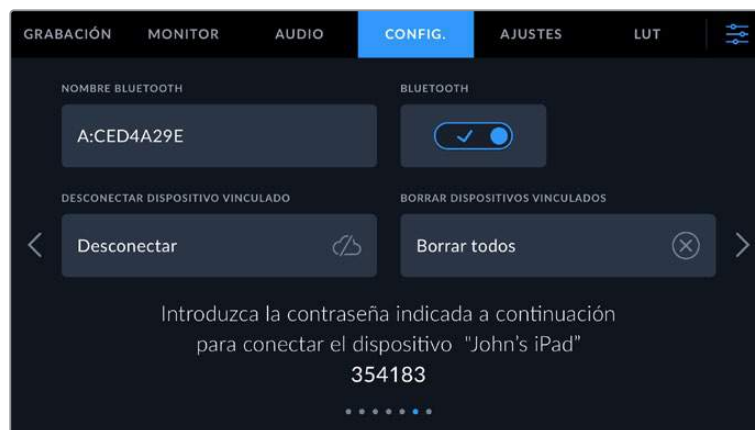 GRABACIÓN MONITOR AUDIO CONFIG. AJUSTES LUT
NOMBRE BLUETOOTH BLUETOOTH
A:CED4A29E
DESCONECTAR DISPOSITIVO VINCULADO BORRAR DISPOSITIVOS VINCULADOS
Desconectar Borrar todos
Introduzca la contraseña indicada a continuación
para conectar el dispositivo "John's iPad”
354183